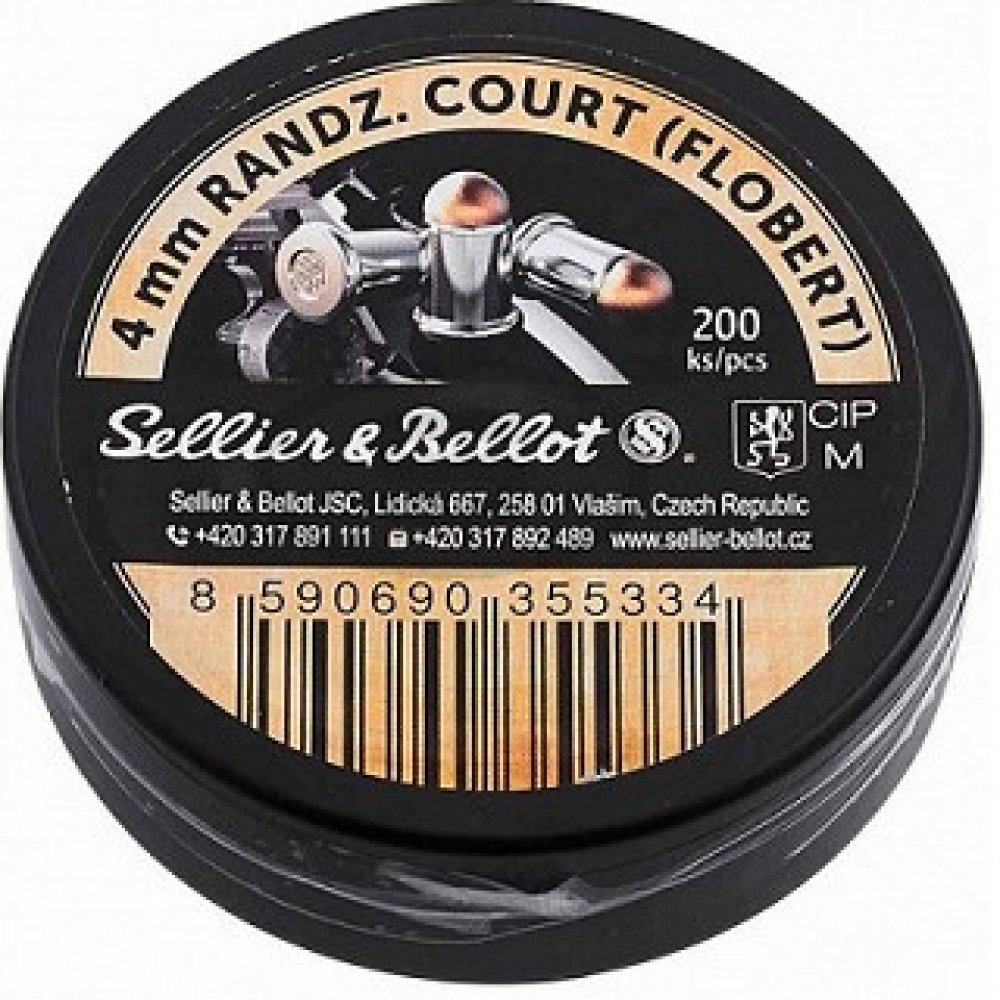 4 mm RANDZ. COURT (FLOBERT)
200
ks/pcs
Sellier & Bellot
CIP
M
Sellier & Bellot JSC, Lidická 667, 258 01 Vlašim, Czech Republic
+420 317 891 111 +420 317 892 489 www.sellier-bellot.cz
8 590690 355334